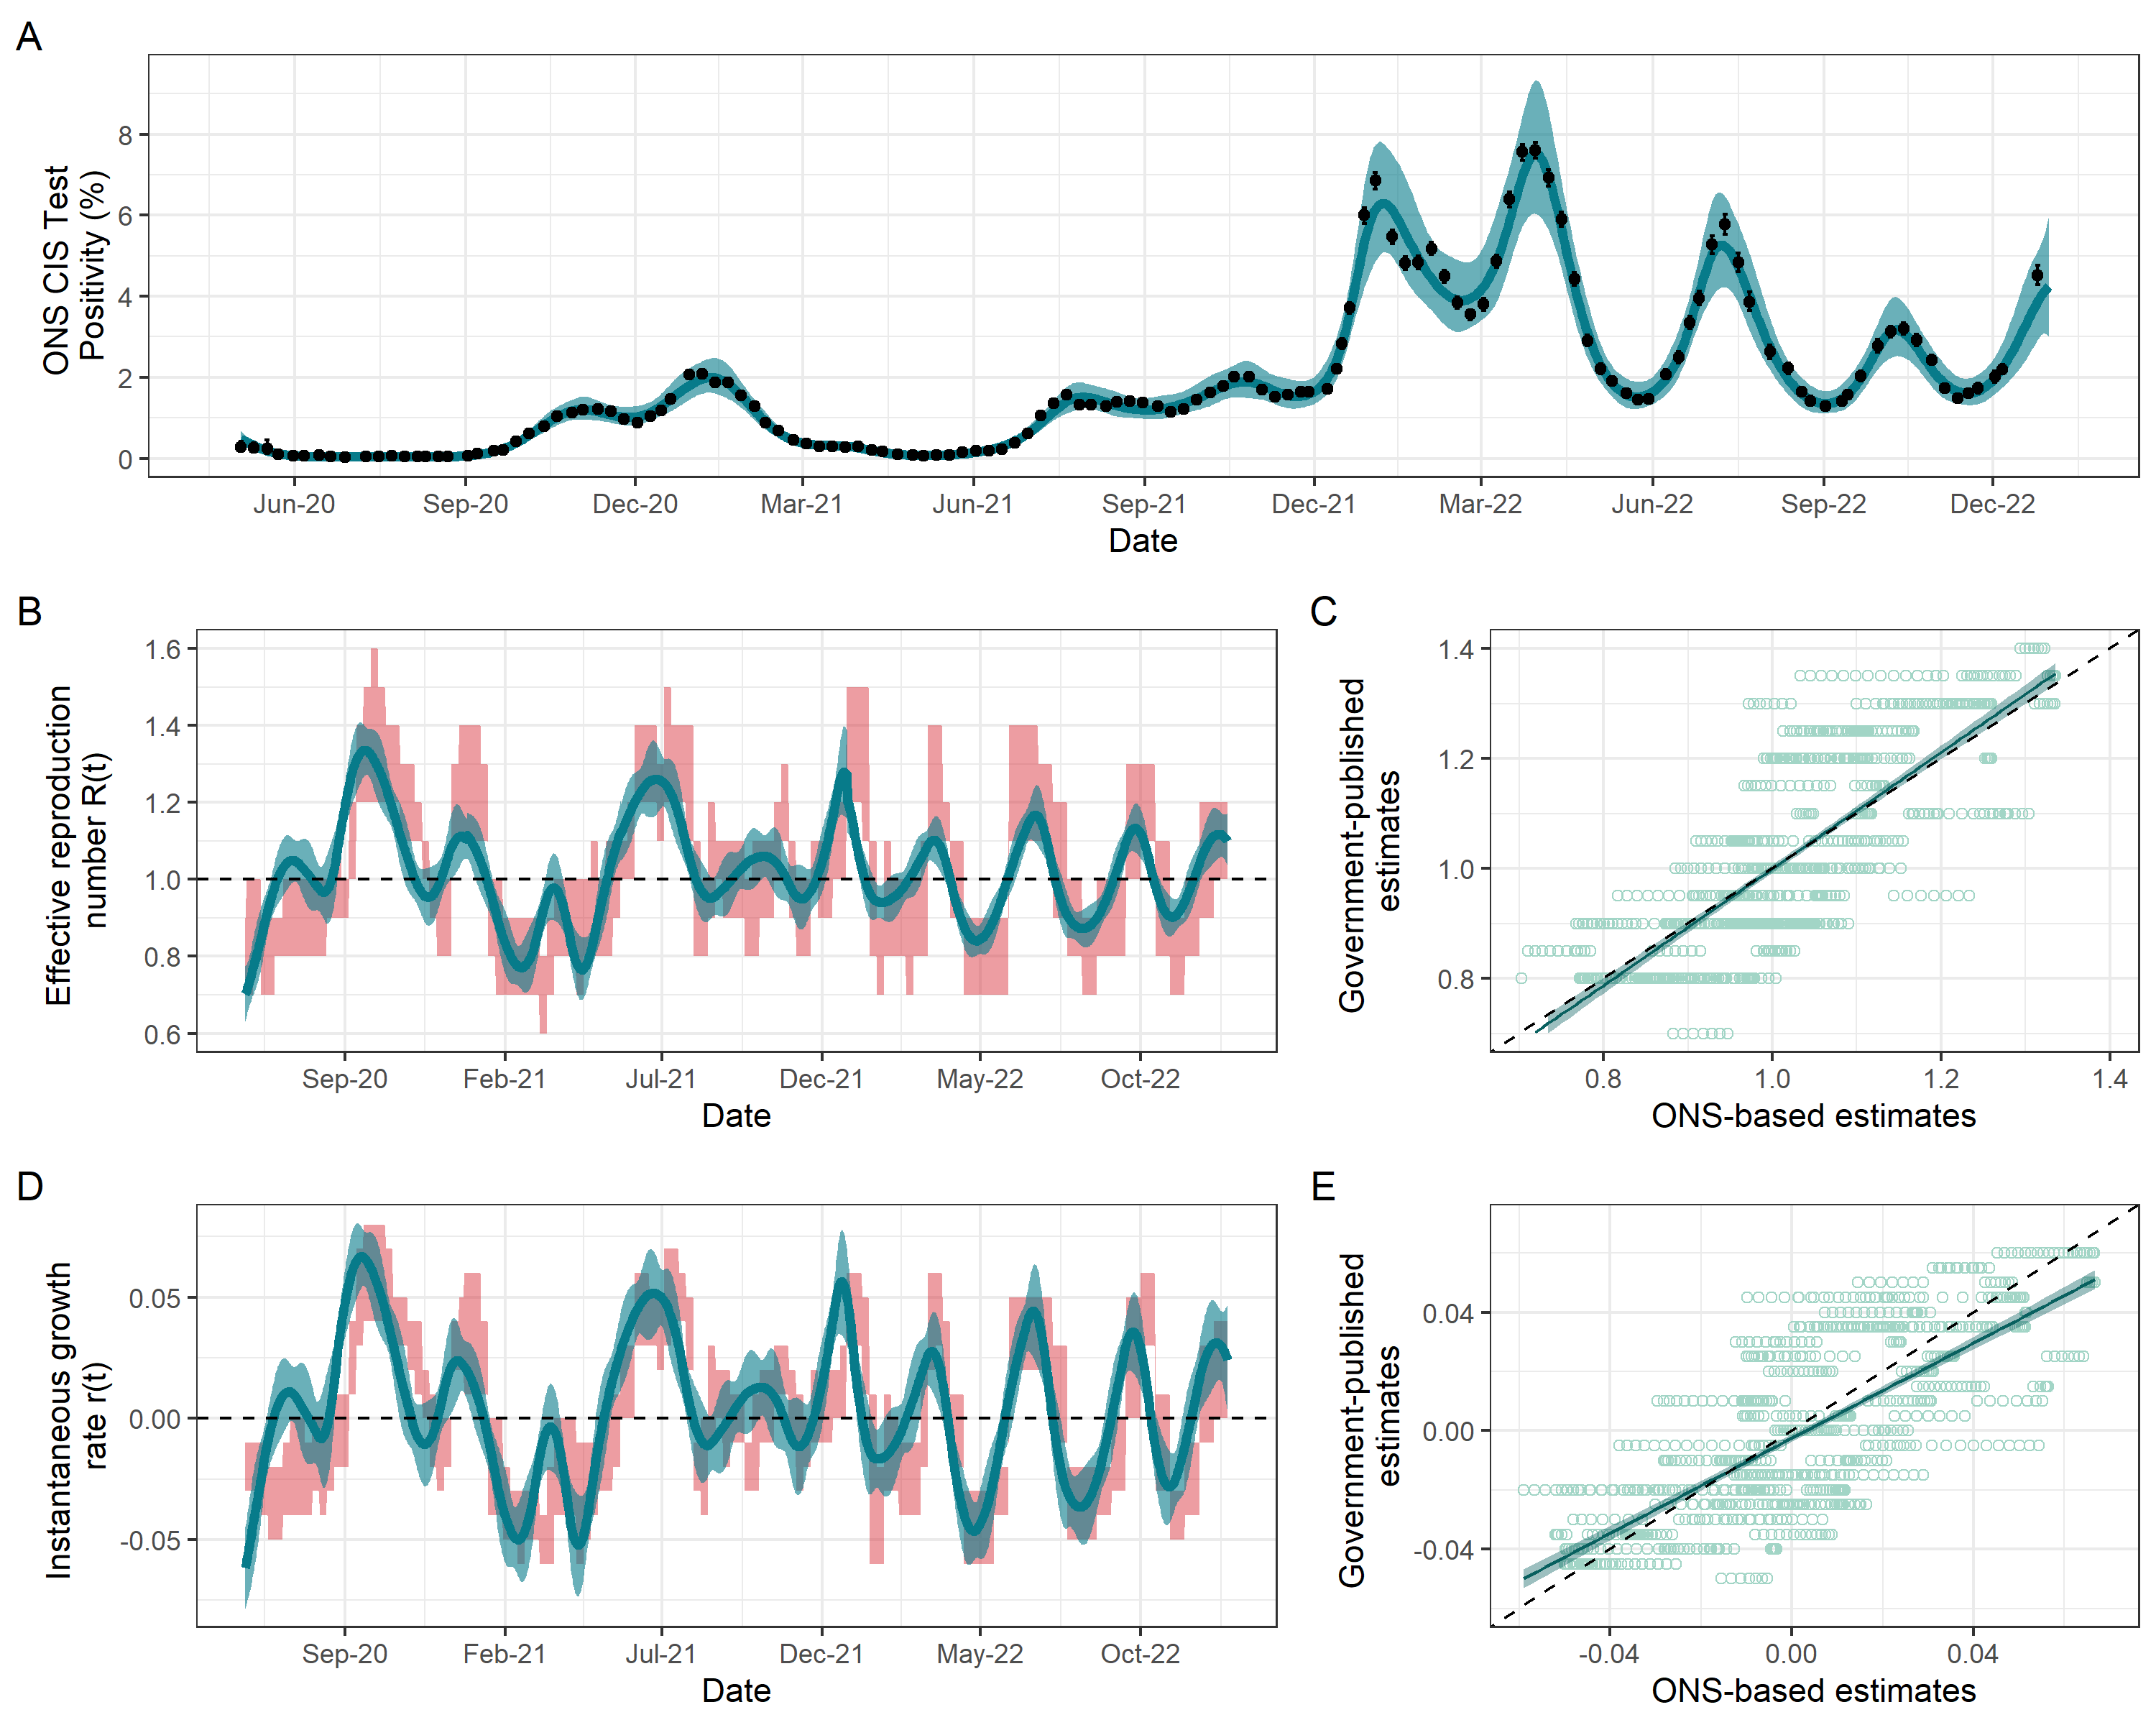 A
ONS CIS Test
Positivity (%)
8
6
4
2
0
Jun-20 Sep-20 Dec-20 Mar-21 Jun-21 Sep-21 Dec-21 Mar-22 Jun-22 Sep-22 Dec-22
Date
B
Effective reproduction
number R(t)
1.6
1.4
1.2
1.0
0.8
0.6
Sep-20 Feb-21 Jul-21 Dec-21 May-22 Oct-22
Date
C
Government-published
estimates
1.4
1.2
1.0
0.8
0.8 1.0 1.2 1.4
ONS-based estimates
D
Instantaneous growth
rate r(t)
0.05
0.00
-0.05
Sep-20 Feb-21 Jul-21 Dec-21 May-22 Oct-22
Date
E
Government-published
estimates
0.04
0.00
-0.04
-0.04 0.00 0.04
ONS-based estimates